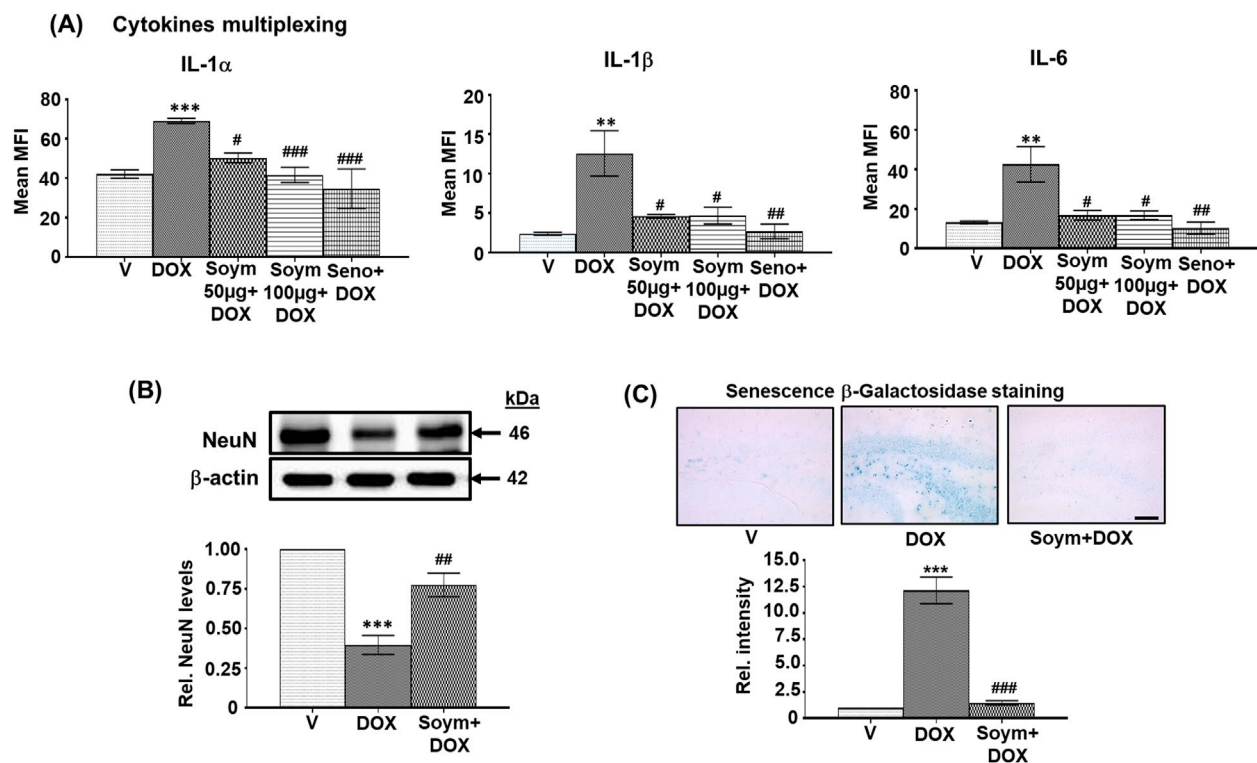 (A) Cytokines multiplexing
IL-1α
Mean MFI
80
60
40
20
0
***
#
###
###
V
DOX
Soym
50µg+
DOX
Soym
100µg+
DOX
Seno+
DOX
IL-1β
Mean MFI
20
15
10
5
0
**
#
#
##
V
DOX
Soym
50µg+
DOX
Soym
100µg+
DOX
Seno+
DOX
IL-6
Mean MFI
80
60
40
20
0
**
#
#
##
V
DOX
Soym
50µg+
DOX
Soym
100µg+
DOX
Seno+
DOX
(B)
kDa
NeuN
46
β-actin
42
Rel. NeuN levels
1.00
0.75
0.50
0.25
0
***
##
V
DOX
Soym+
DOX
(C)
Senescence β-Galactosidase staining
V
DOX
Soym+DOX
Rel. intensity
15.0
12.5
10.0
7.5
5.0
2.5
0
***
###
V
DOX
Soym+
DOX